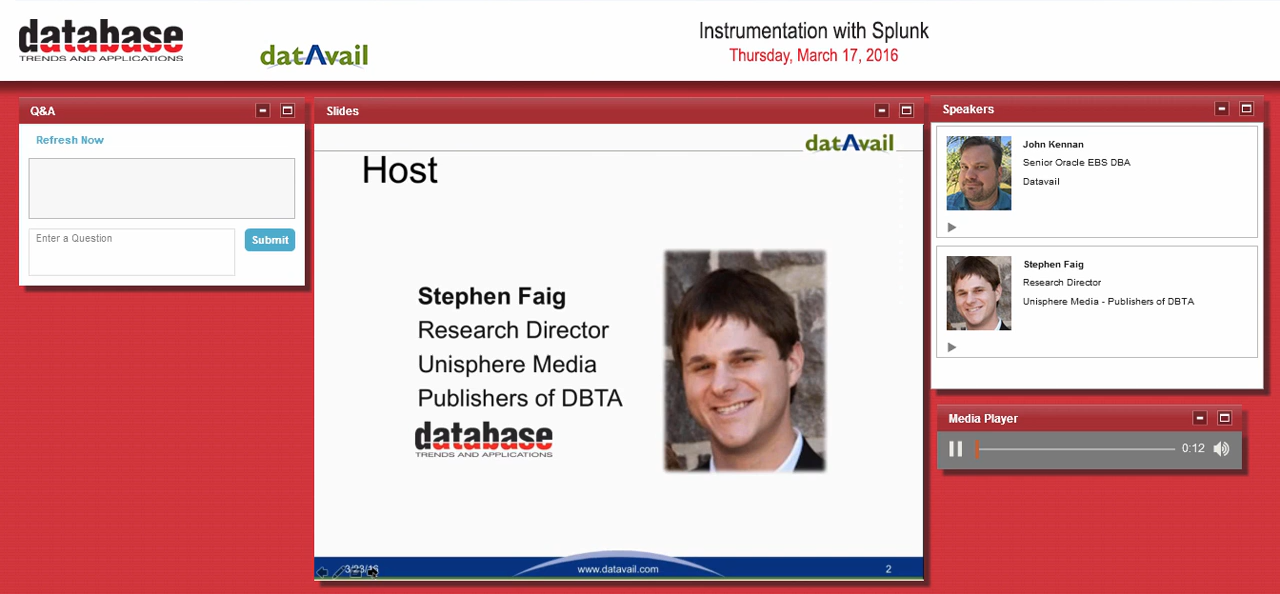 database
TRENDS AND APPLICATIONS
datAvail
Instrumentation with Splunk
Thursday, March 17, 2016
Q&A
Refresh Now
Enter a Question
Submit
Slides
datAvail
Host
Stephen Faig
Research Director
Unisphere Media
Publishers of DBTA
database
TRENDS AND APPLICATIONS
3/23/16
www.datavail.com
2
Speakers
John Kennan
Senior Oracle EBS DBA
Datavail
Stephen Faig
Research Director
Unisphere Media - Publishers of DBTA
Media Player
0:12